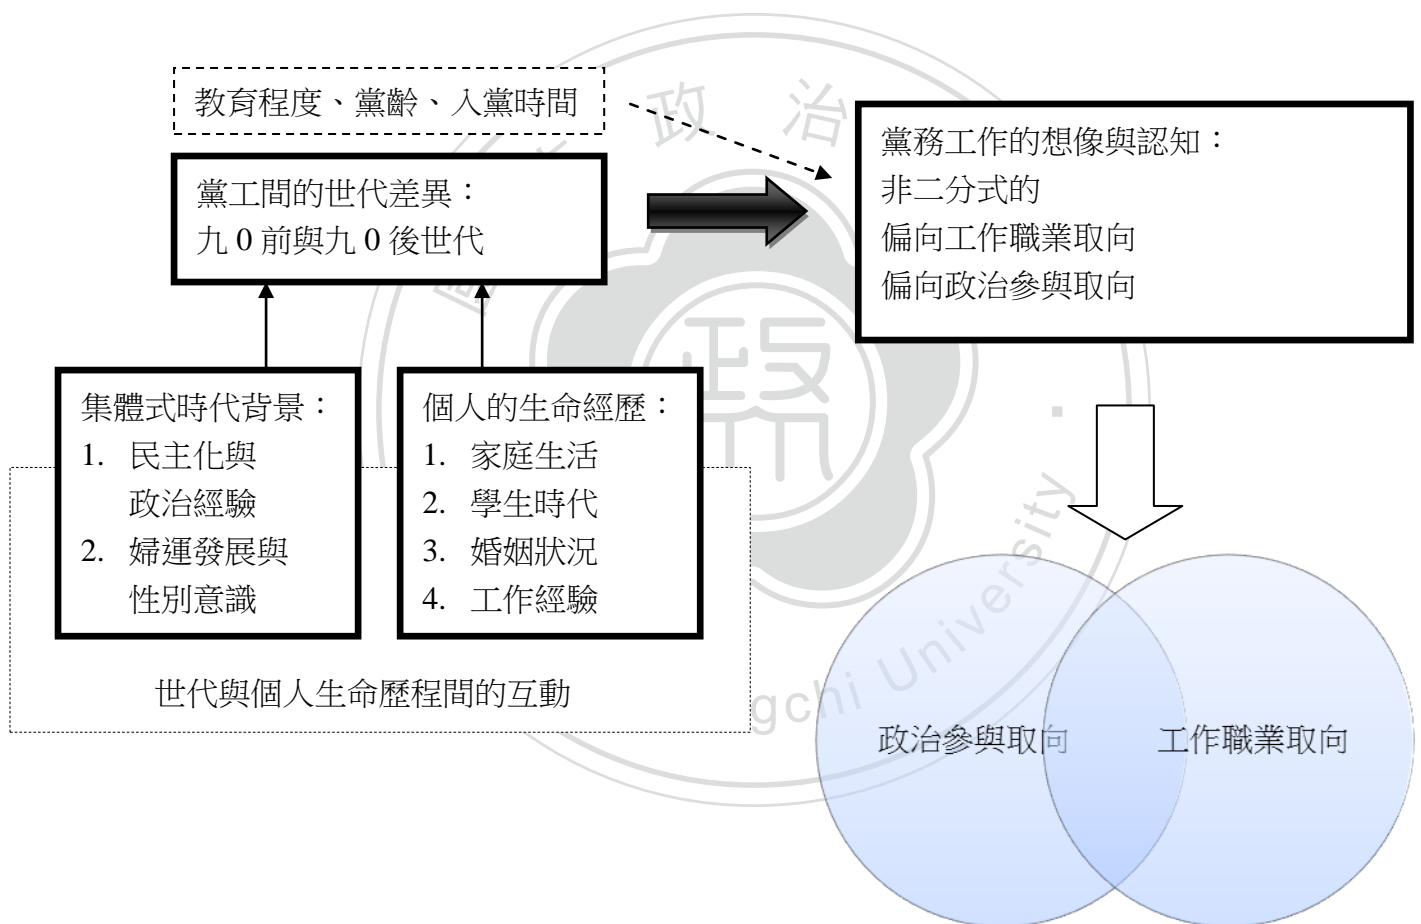 教育程度、黨齡、入黨時間
黨工間的世代差異：
九 0 前與九 0 後世代
黨務工作的想像與認知：
非二分式的
偏向工作職業取向
偏向政治參與取向
集體式時代背景：
1. 民主化與
政治經驗
2. 婦運發展與
性別意識
個人的生命經歷：
1. 家庭生活
2. 學生時代
3. 婚姻狀況
4. 工作經驗
世代與個人生命歷程間的互動
政治參與取向
工作職業取向
政 治
政
gchi University